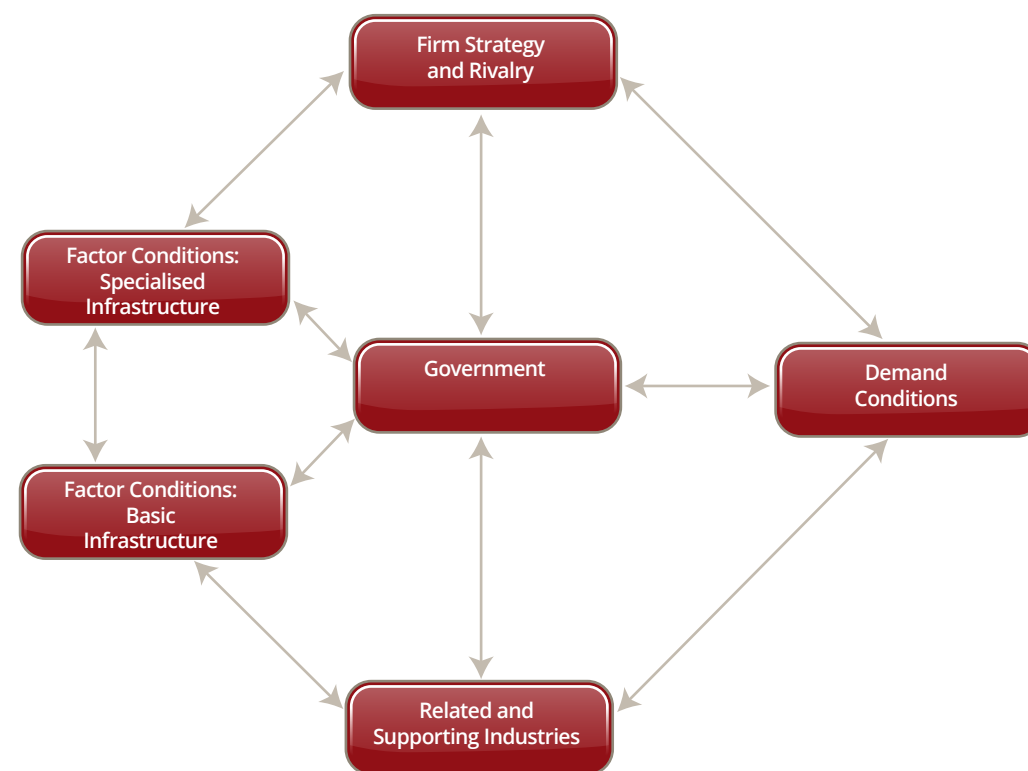 Firm Strategy
and Rivalry
Factor Conditions:
Specialised
Infrastructure
Government
Demand
Conditions
Factor Conditions:
Basic
Infrastructure
Related and
Supporting Industries